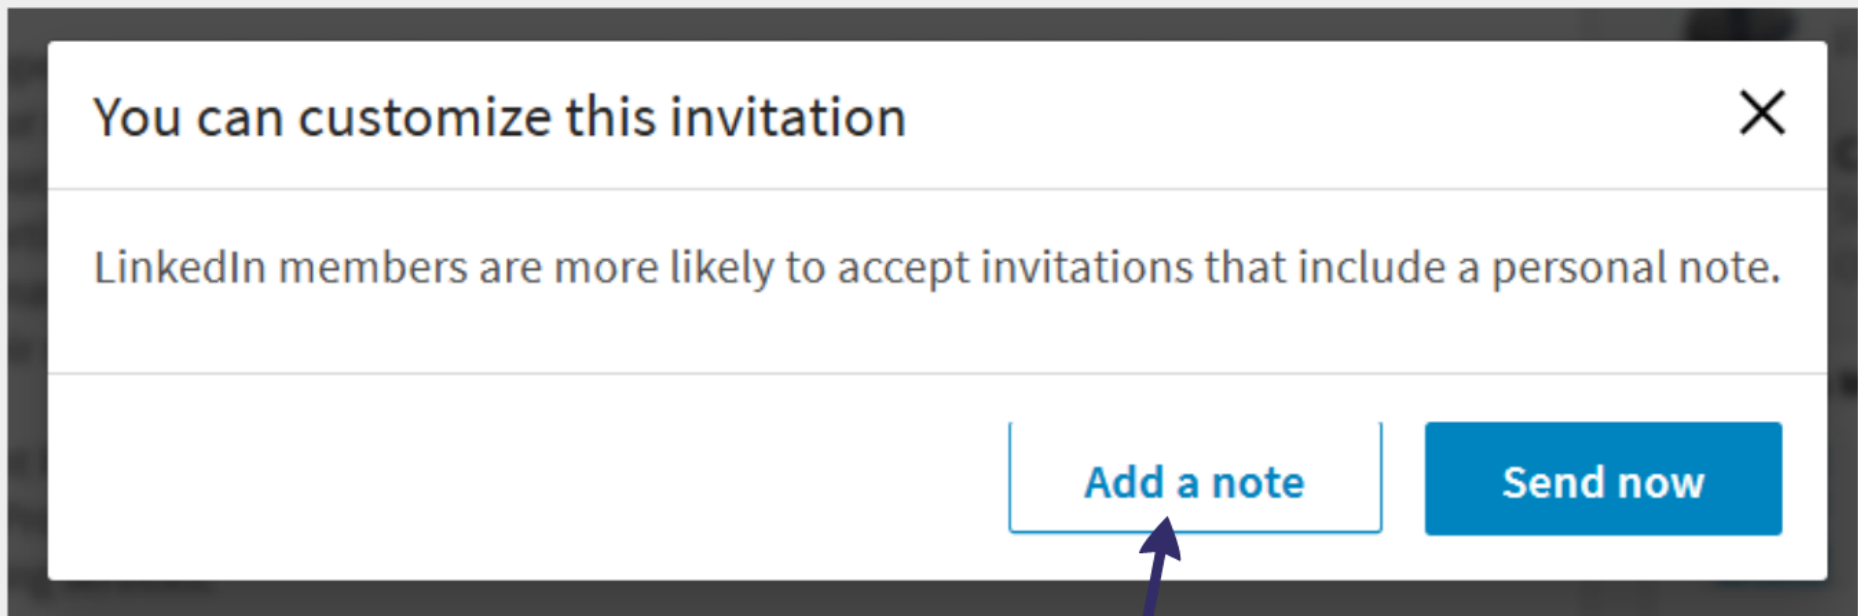 You can customize this invitation
LinkedIn members are more likely to accept invitations that include a personal note.
Add a note
Send now